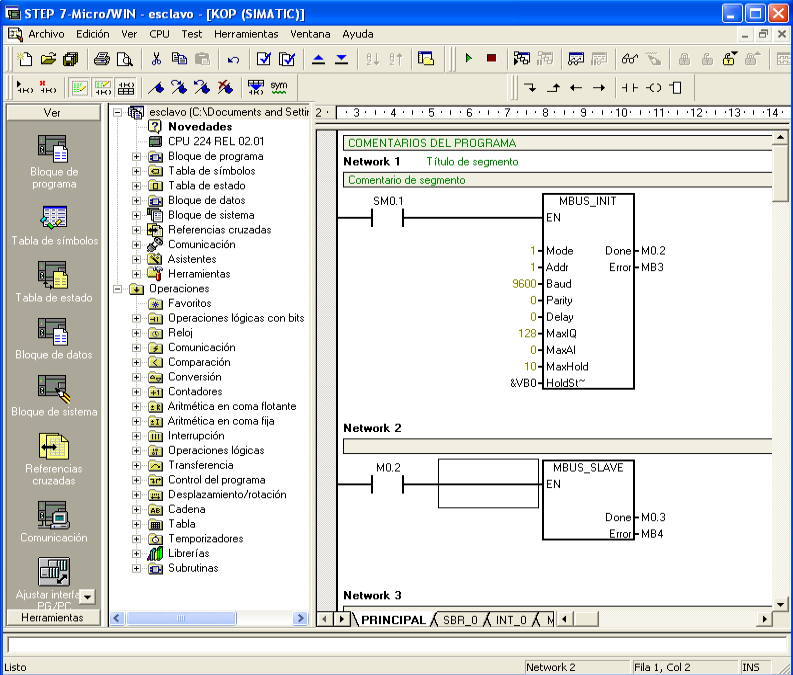 STEP 7-Micro/WIN - esclavo - [KOP (SIMATIC)]
Archivo Edición Ver CPU Test Herramientas Ventana Ayuda
sym
Ver
Bloque de programa
Tabla de símbolos
Tabla de estado
Bloque de datos
Bloque de sistema
Referencias cruzadas
Comunicación
Ajustar interfa
PG/PC
Herramientas
esclavo (C:\Documents and Settin
Novedades
CPU 224 REL 02.01
Bloque de programa
Tabla de símbolos
Tabla de estado
Bloque de datos
Bloque de sistema
Referencias cruzadas
Comunicación
Asistentes
Herramientas
Operaciones
Favoritos
Operaciones lógicas con bits
Reloj
Comunicación
Comparación
Conversión
Contadores
Aritmética en coma flotante
Aritmética en coma fija
Interrupción
Operaciones lógicas
Transferencia
Control del programa
Desplazamiento/rotación
Cadena
Tabla
Temporizadores
Librerías
Subrutinas
2 · 3 · 4 · 5 · 6 · 7 · 8 · 9 · 10 · 11 · 12 · 13 · 14
COMENTARIOS DEL PROGRAMA
Network 1 Título de segmento
Comentario de segmento
SM0.1 MBUS_INIT
EN
1 Mode Done M0.2
1 Addr Error MB3
9600 Baud
0 Parity
0 Delay
128 MaxIQ
0 MaxAI
10 MaxHold
&VB0 HoldSt~
Network 2
M0.2 MBUS_SLAVE
EN
Done M0.3
Error MB4
Network 3
PRINCIPAL SBR_0 INT_0
Listo Network 2 Fila 1, Col 2 INS